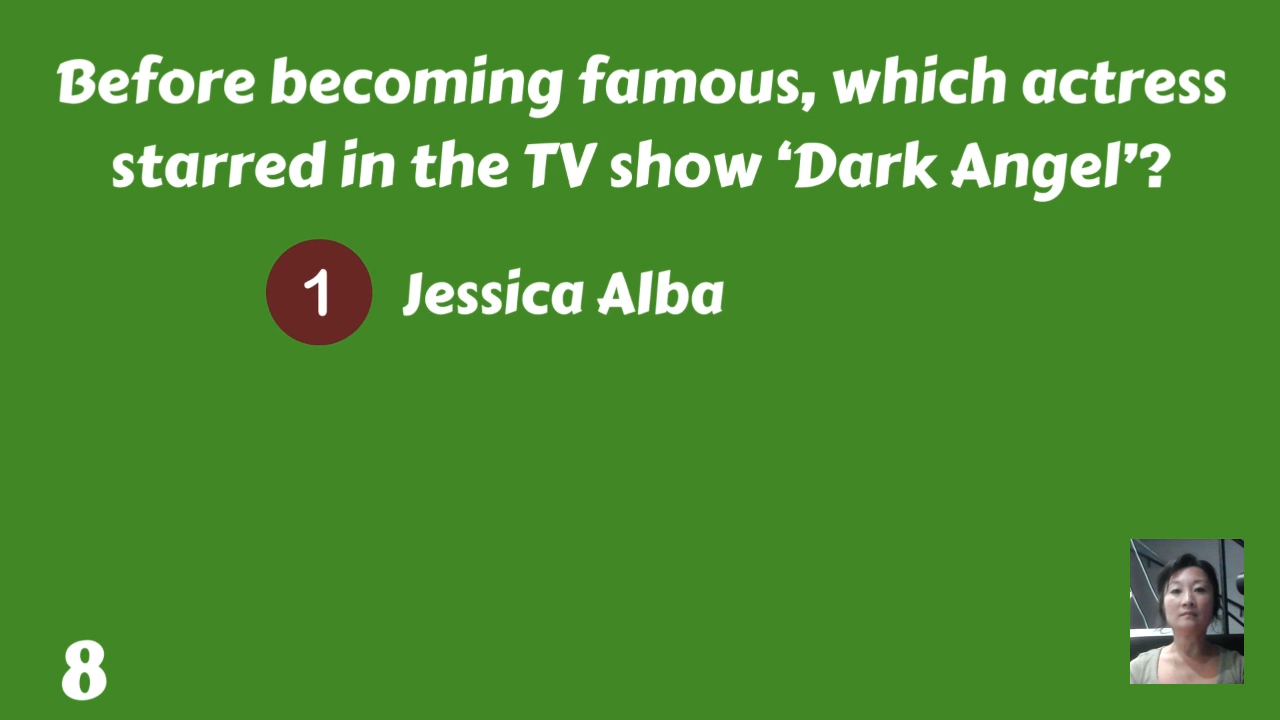 Before becoming famous, which actress
starred in the TV show ‘Dark Angel’?
1 Jessica Alba
8